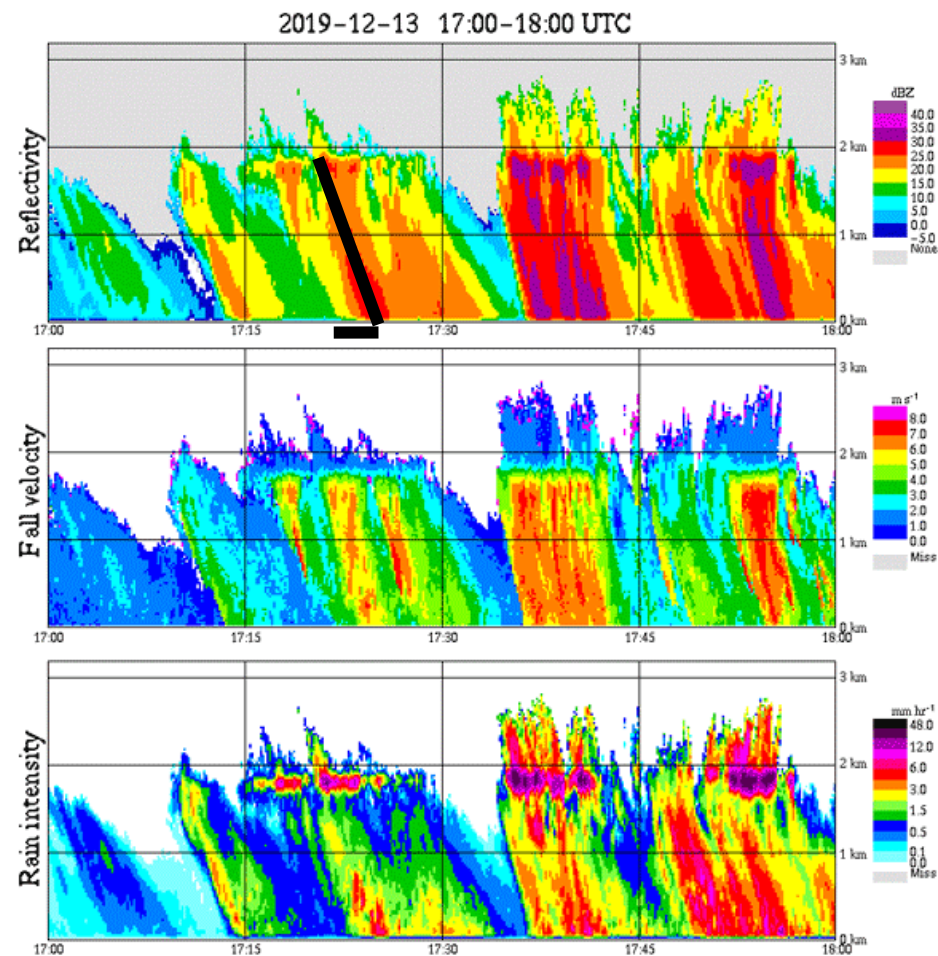 2019-12-13 17:00-18:00 UTC
Reflectivity
3 km
2 km
1 km
0 km
17:00
17:15
17:30
17:45
18:00
dBZ
40.0
35.0
30.0
25.0
20.0
15.0
10.0
5.0
0.0
-5.0
None
Fall velocity
3 km
2 km
1 km
0 km
17:00
17:15
17:30
17:45
18:00
m s-1
8.0
7.0
6.0
5.0
4.0
3.0
2.0
1.0
0.0
Miss
Rain intensity
3 km
2 km
1 km
0 km
17:00
17:15
17:30
17:45
18:00
mm hr-1
48.0
12.0
6.0
3.0
1.5
0.5
0.1
0.0
Miss